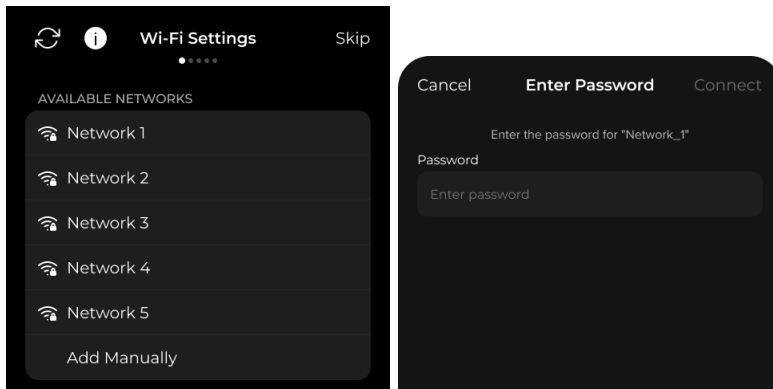 Wi-Fi Settings
Skip
AVAILABLE NETWORKS
Network 1
Network 2
Network 3
Network 4
Network 5
Add Manually
Cancel
Enter Password
Connect
Enter the password for "Network_1"
Password
Enter password